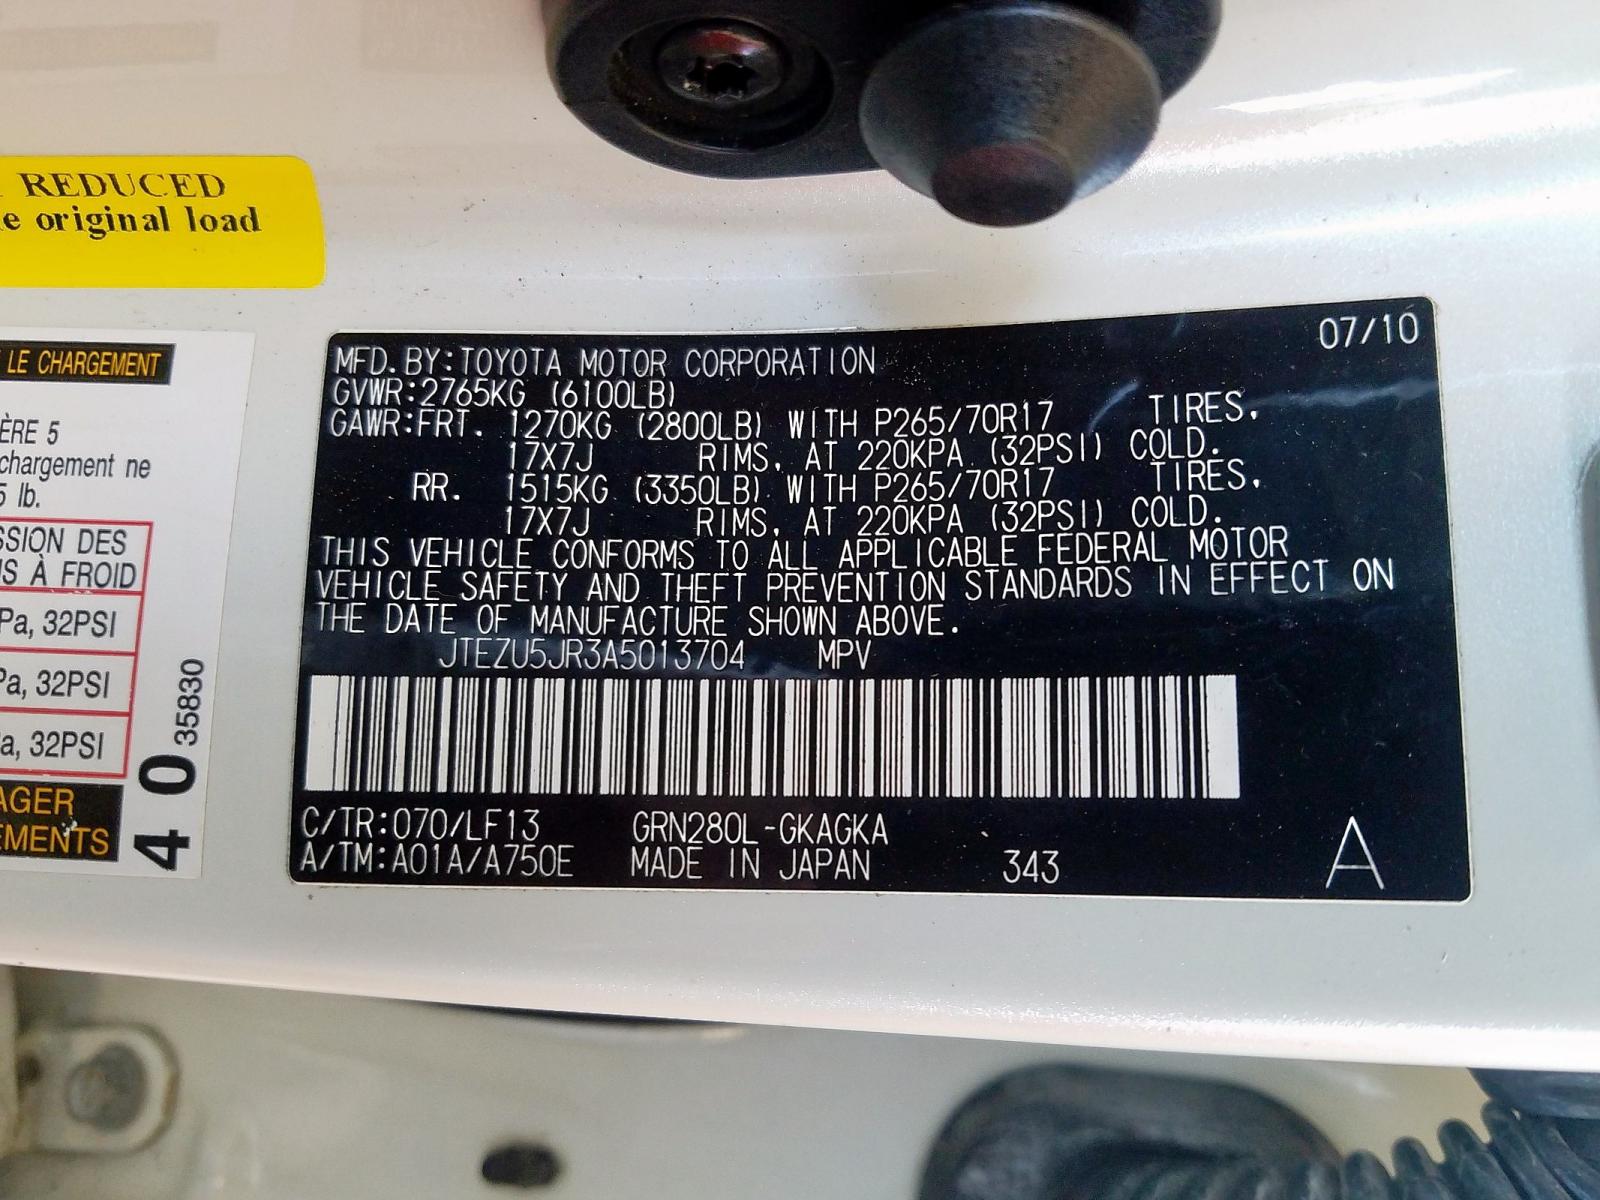 REDUCED
e original load
LE CHARGEMENT
ÈRE 5
chargement ne
5 lb.
SSION DES
S À FROID
Pa, 32PSI
Pa, 32PSI
a, 32PSI
AGER
EMENTS
4 0 35830
07/10
MFD. BY: TOYOTA MOTOR CORPORATION
GVWR: 2765KG (6100LB)
GAWR: FRT. 1270KG (2800LB) WITH P265/70R17 TIRES,
17X7J RIMS, AT 220KPA (32PSI) COLD.
RR. 1515KG (3350LB) WITH P265/70R17 TIRES,
17X7J RIMS, AT 220KPA (32PSI) COLD.
THIS VEHICLE CONFORMS TO ALL APPLICABLE FEDERAL MOTOR
VEHICLE SAFETY AND THEFT PREVENTION STANDARDS IN EFFECT ON
THE DATE OF MANUFACTURE SHOWN ABOVE.
JTEZU5JR3A5013704 MPV
C/TR: 070/LF13 GRN280L-GKAGKA
A/TM: A01A/A750E MADE IN JAPAN 343 A